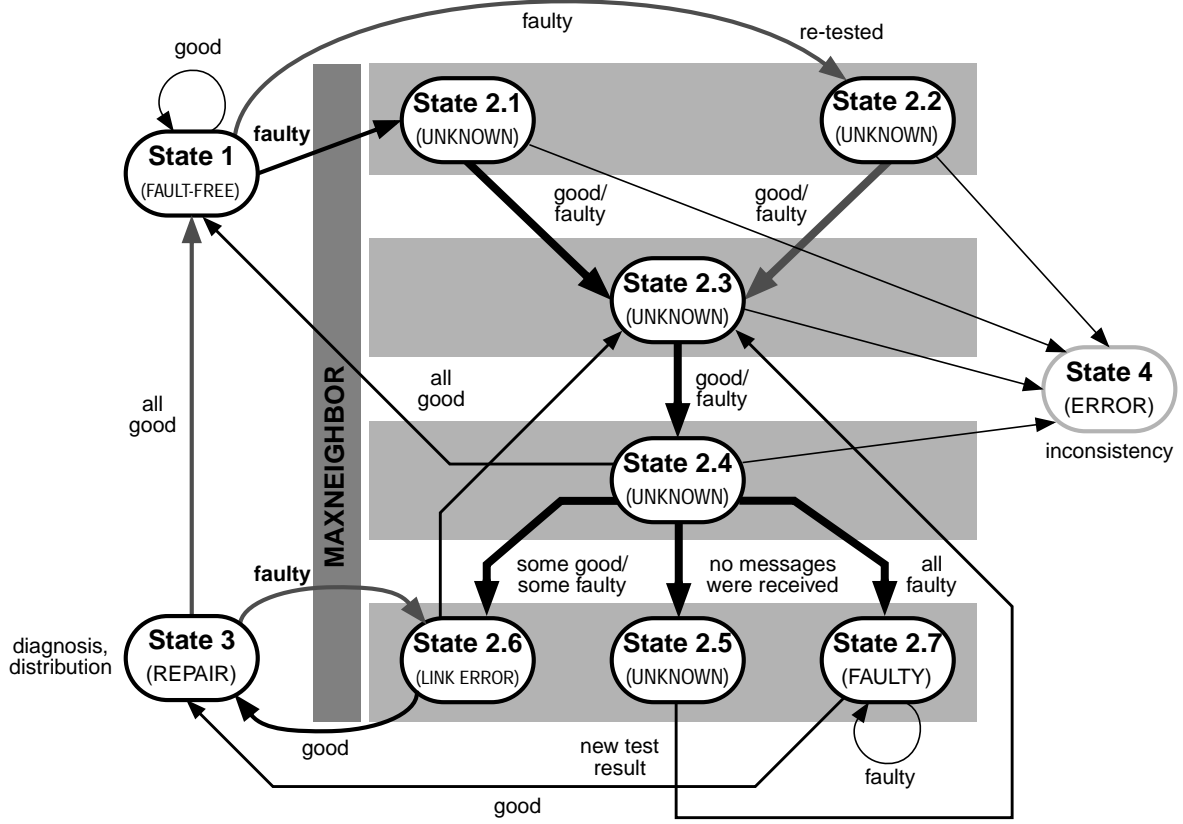 faulty
re-tested
good
State 2.1
(UNKNOWN)
State 2.2
(UNKNOWN)
faulty
State 1
(FAULT-FREE)
good/
faulty
good/
faulty
State 2.3
(UNKNOWN)
all
good
good/
faulty
State 4
(ERROR)
inconsistency
all
good
MAXNEIGHBOR
State 2.4
(UNKNOWN)
some good/
some faulty
no messages
were received
all
faulty
faulty
diagnosis,
distribution
State 3
(REPAIR)
State 2.6
(LINK ERROR)
State 2.5
(UNKNOWN)
State 2.7
(FAULTY)
good
new test
result
faulty
good